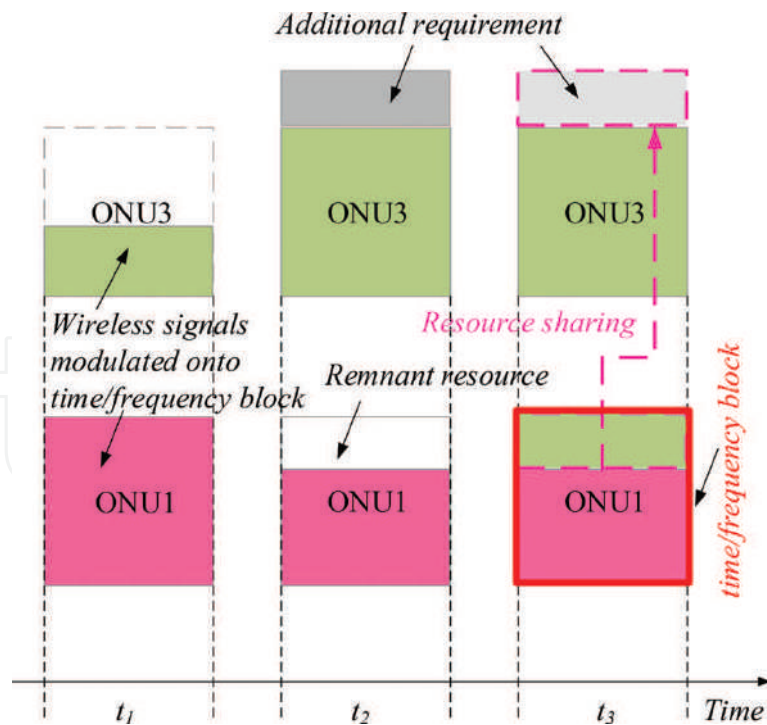 Additional requirement
ONU3
ONU3
ONU3
Wireless signals
modulated onto
time/frequency block
Resource sharing
Remnant resource
ONU1
ONU1
ONU1
time/frequency block
t1
t2
t3
Time